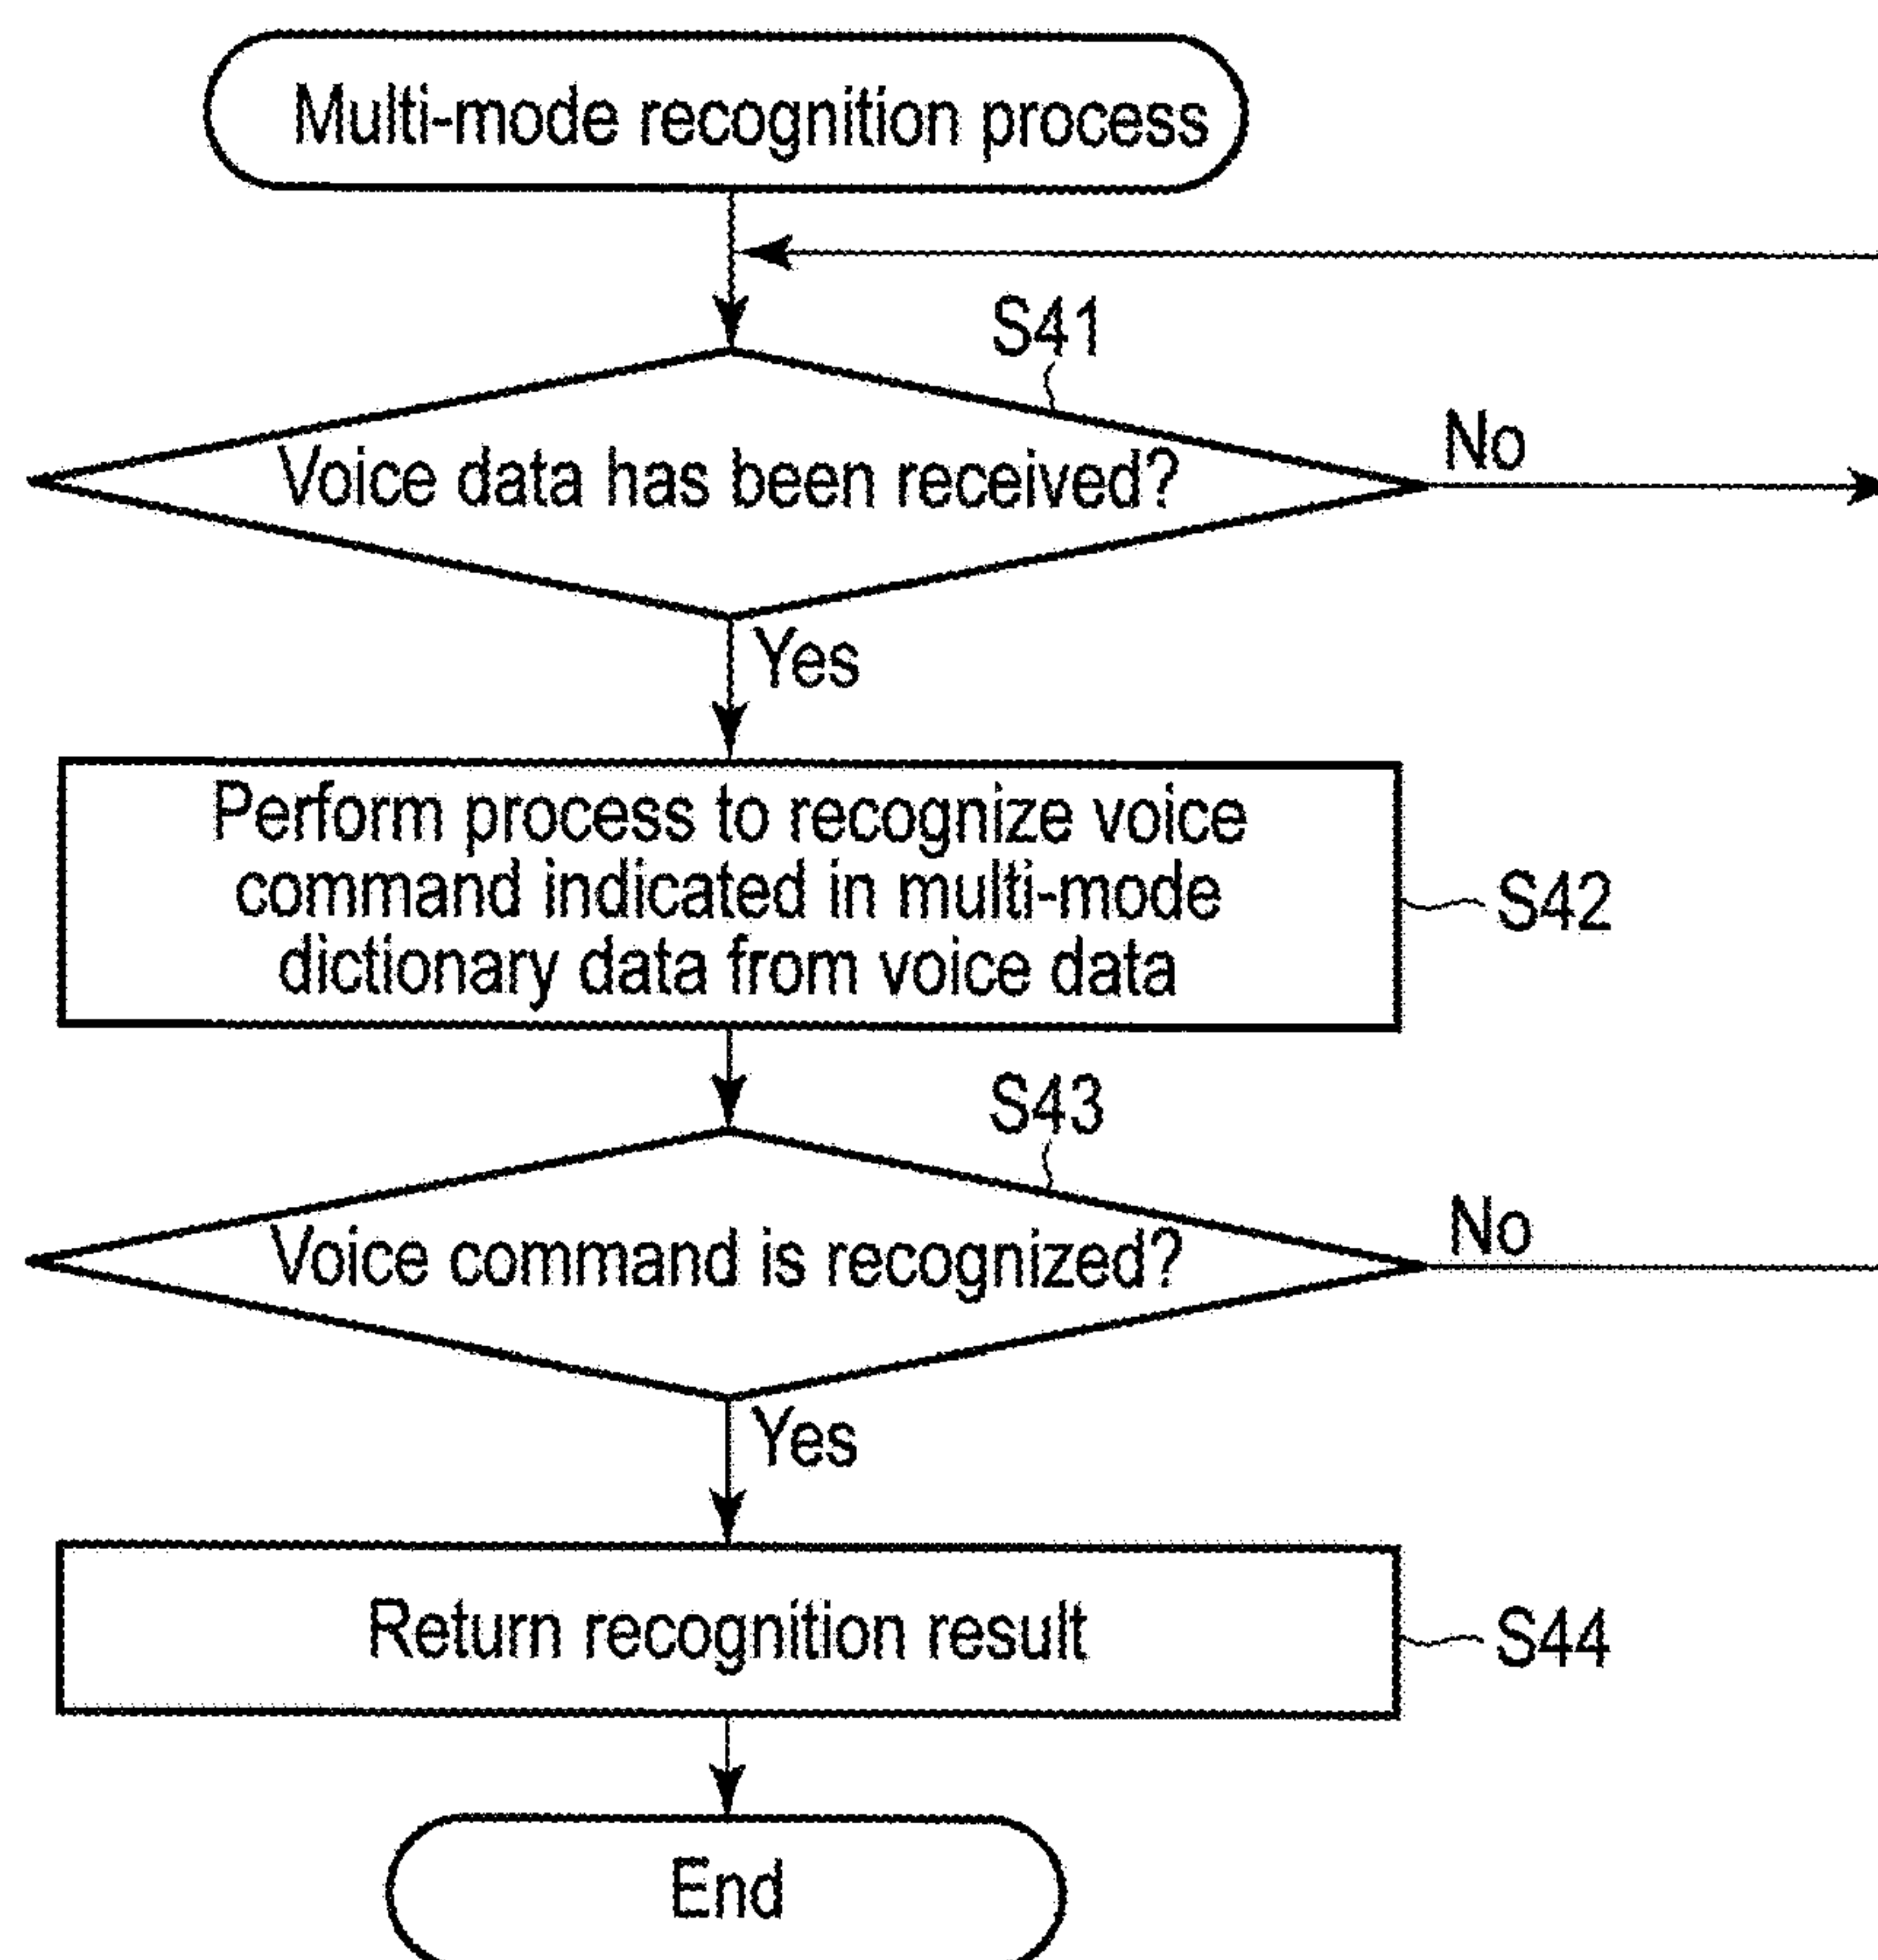 Multi-mode recognition process
S41
Voice data has been received?
No
Yes
Perform process to recognize voice
command indicated in multi-mode
dictionary data from voice data
S42
S43
Voice command is recognized?
No
Yes
Return recognition result
S44
End